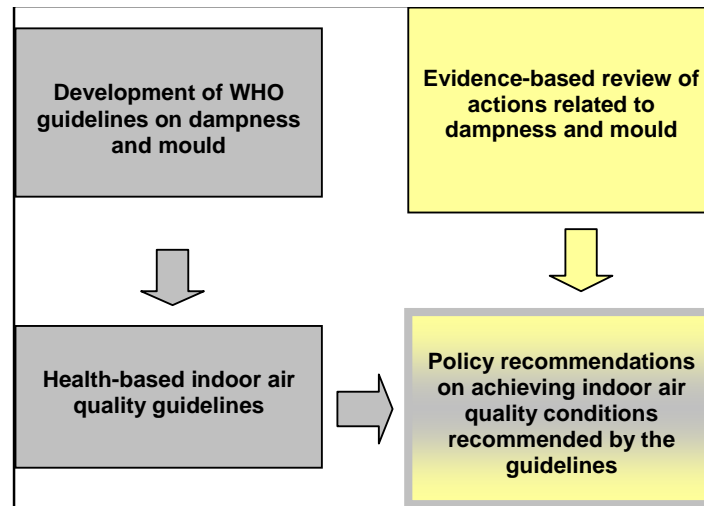 Development of WHO
guidelines on dampness
and mould
Evidence-based review of
actions related to
dampness and mould
Health-based indoor air
quality guidelines
Policy recommendations
on achieving indoor air
quality conditions
recommended by the
guidelines